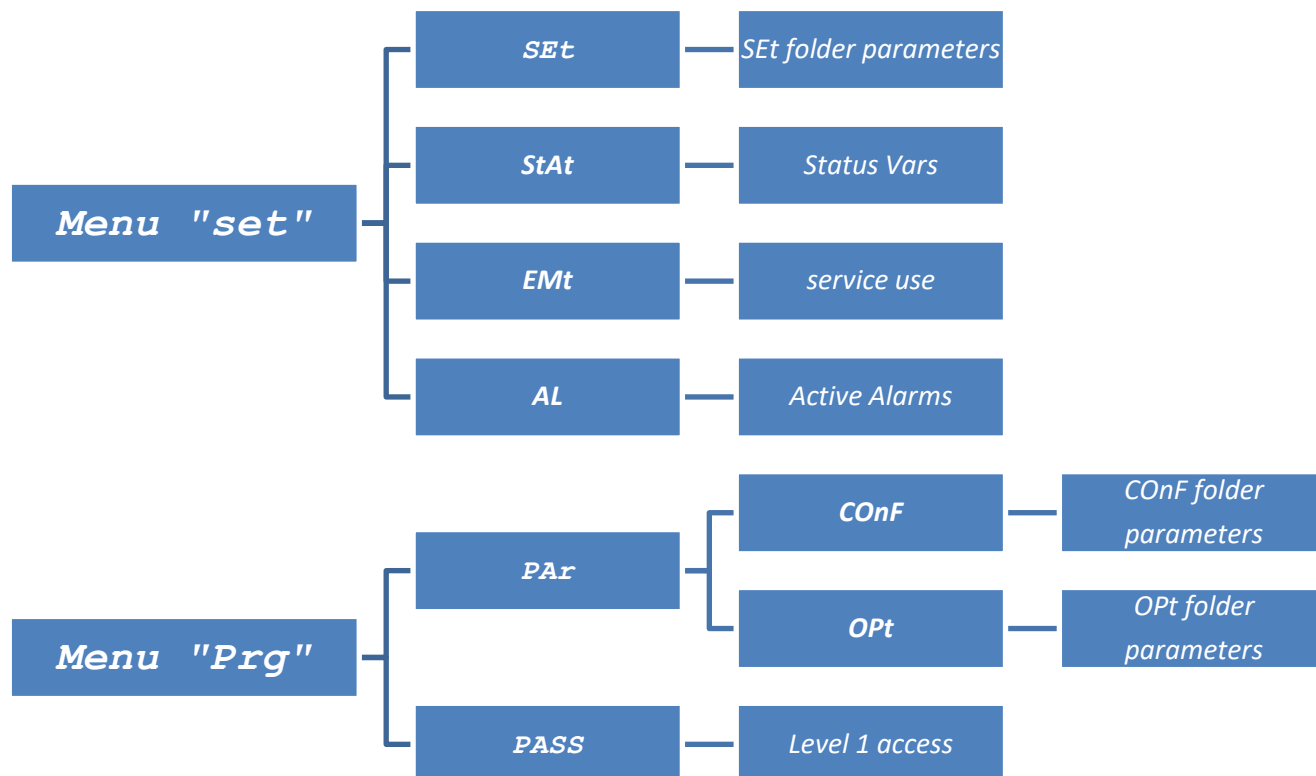 SEt
SEt folder parameters
StAt
Status Vars
Menu "set"
EMt
service use
AL
Active Alarms
COnF
COnF folder
parameters
PAr
OPt
OPt folder
parameters
Menu "Prg"
PASS
Level 1 access